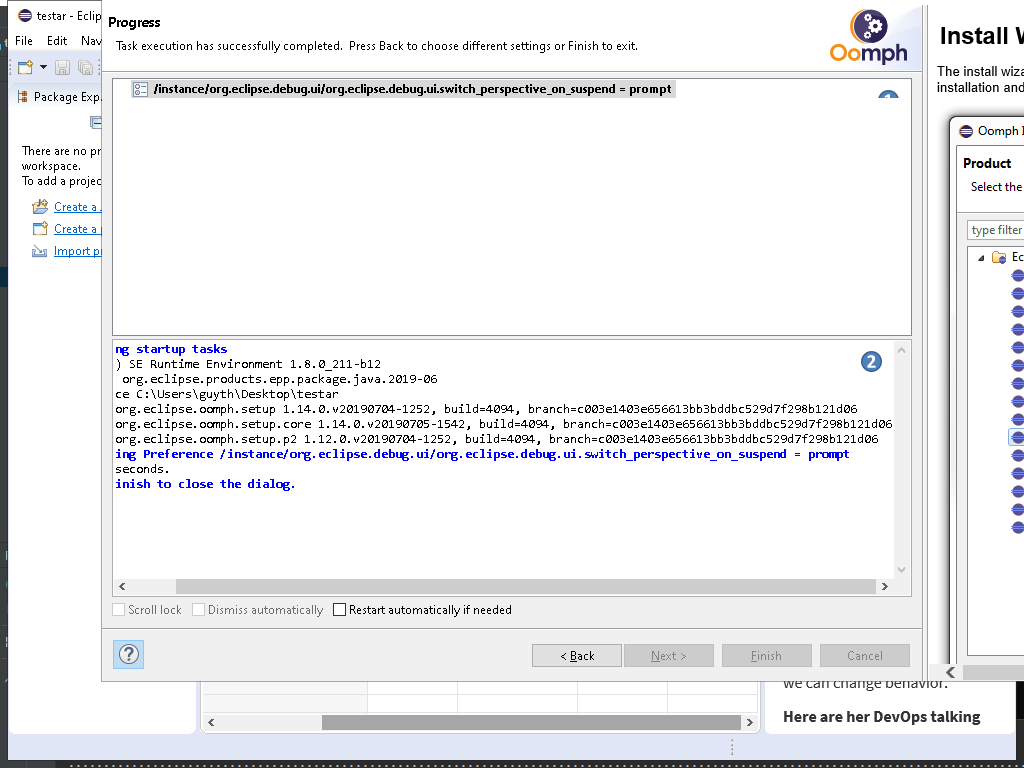 testar - Eclip
File Edit Nav
Package Exp
There are no pr
workspace.
To add a projec
Create a
Create a
Import p
Progress
Task execution has successfully completed. Press Back to choose different settings or Finish to exit.
Oomph
/instance/org.eclipse.debug.ui/org.eclipse.debug.ui.switch_perspective_on_suspend = prompt
ng startup tasks
) SE Runtime Environment 1.8.0_211-b12
org.eclipse.products.epp.package.java.2019-06
ce C:\Users\guyth\Desktop\testar
org.eclipse.oomph.setup 1.14.0.v20190704-1252, build=4094, branch=c003e1403e656613bb3bddbc529d7f298b121d06
org.eclipse.oomph.setup.core 1.14.0.v20190705-1542, build=4094, branch=c003e1403e656613bb3bddbc529d7f298b121d06
org.eclipse.oomph.setup.p2 1.12.0.v20190704-1252, build=4094, branch=c003e1403e656613bb3bddbc529d7f298b121d06
ing Preference /instance/org.eclipse.debug.ui/org.eclipse.debug.ui.switch_perspective_on_suspend = prompt
seconds.
inish to close the dialog.
2
Scroll lock Dismiss automatically Restart automatically if needed
? < Back Next > Finish Cancel
Install W
The install wiza
installation and
Oomph I
Product
Select the
type filter
Ec
we can change behavior.
Here are her DevOps talking